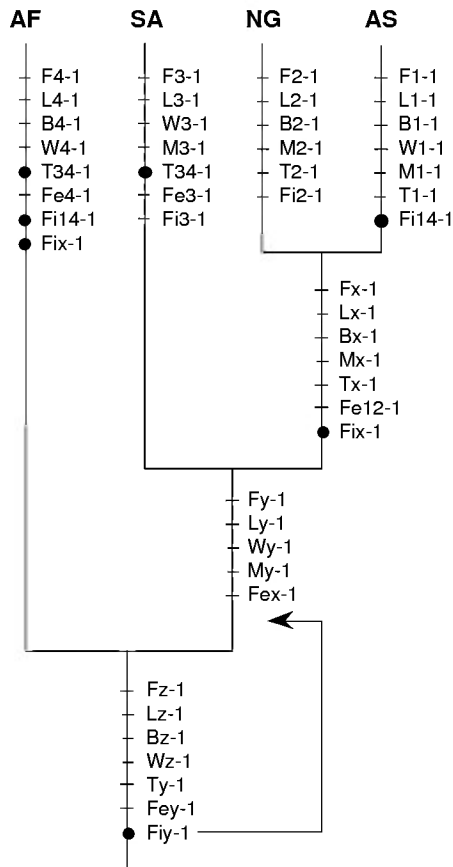 AF SA NG AS
F4-1 F3-1 F2-1 F1-1
L4-1 L3-1 L2-1 L1-1
B4-1 W3-1 B2-1 B1-1
W4-1 M3-1 M2-1 W1-1
T34-1 T34-1 T2-1 M1-1
Fe4-1 Fe3-1 Fi2-1 T1-1
Fi14-1 Fi3-1 Fi14-1
Fix-1
Fx-1
Lx-1
Bx-1
Mx-1
Tx-1
Fe12-1
Fix-1
Fy-1
Ly-1
Wy-1
My-1
Fex-1
Fz-1
Lz-1
Bz-1
Wz-1
Ty-1
Fey-1
Fiy-1